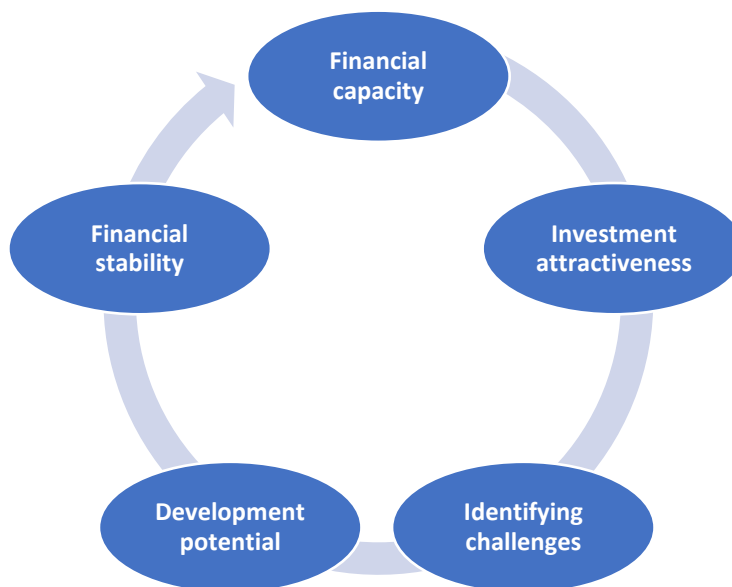 Financial
capacity
Investment
attractiveness
Identifying
challenges
Development
potential
Financial
stability